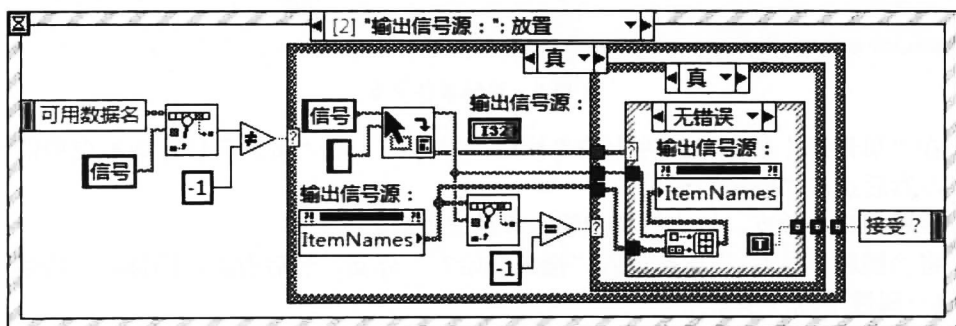 [2] "输出信号源：": 放置
真
真
可用数据名
信号
输出信号源：
无错误
I32
输出信号源：
信号
-1
输出信号源：
ItemNames
ItemNames
-1
T
接受？